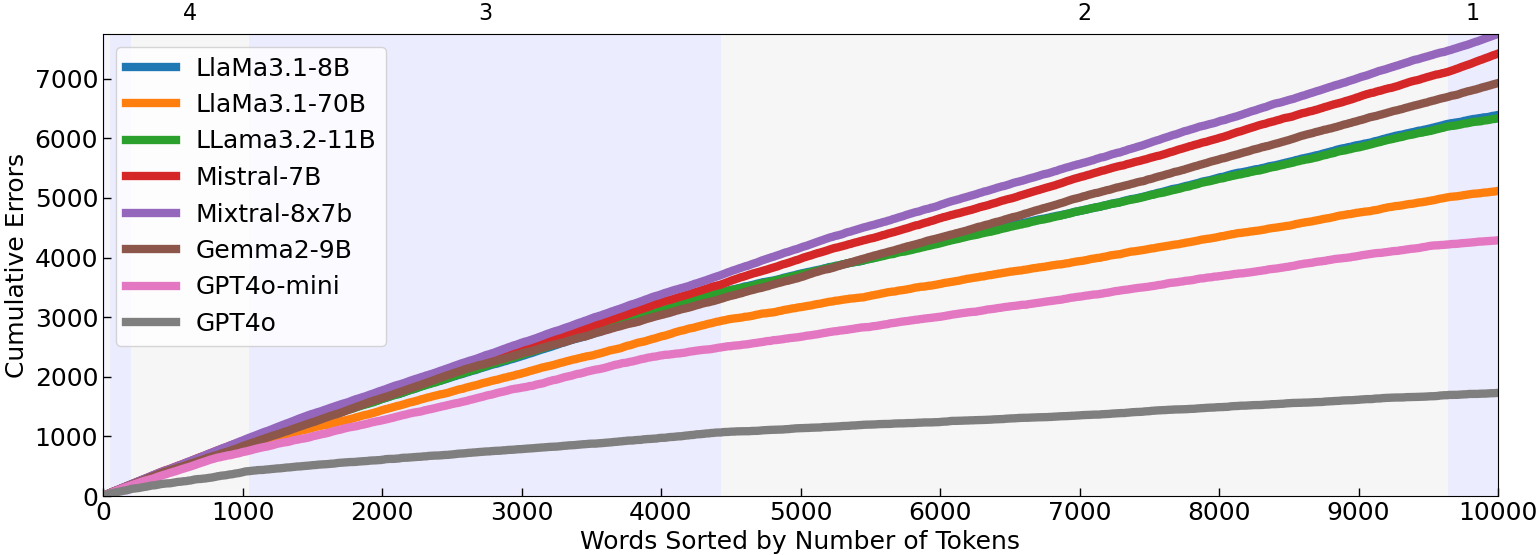 4 3 2 1
LlaMa3.1-8B
LlaMa3.1-70B
LLama3.2-11B
Mistral-7B
Mixtral-8x7b
Gemma2-9B
GPT4o-mini
GPT4o
Cumulative Errors
7000
6000
5000
4000
3000
2000
1000
0
0 1000 2000 3000 4000 5000 6000 7000 8000 9000 10000
Words Sorted by Number of Tokens